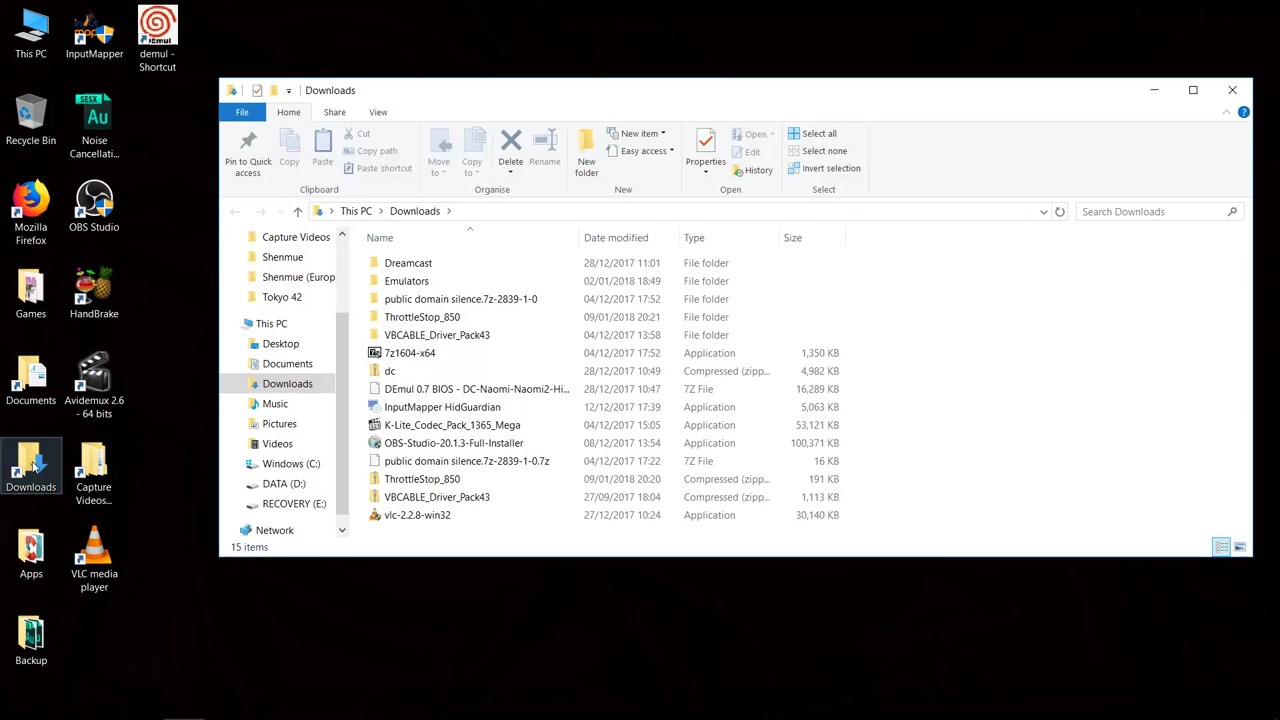 This PC
InputMapper
demul -
Shortcut
Recycle Bin
Noise
Cancellati...
Mozilla
Firefox
OBS Studio
Games
HandBrake
Documents
Avidemux 2.6
- 64 bits
Downloads
Capture
Videos...
Apps
VLC media
player
Backup
Downloads
File Home Share View
Pin to Quick
access
Copy
Paste
Cut
Copy path
Paste shortcut
Clipboard
Move
to
Copy
to
Delete
Rename
Organise
New
folder
New item
Easy access
New
Properties
Open
Edit
History
Open
Select all
Select none
Invert selection
Select
This PC > Downloads >
Search Downloads
Capture Videos
Shenmue
Shenmue (Europ
Tokyo 42
This PC
Desktop
Documents
Downloads
Music
Pictures
Videos
Windows (C:)
DATA (D:)
RECOVERY (E:)
Network
Name Date modified Type Size
Dreamcast 28/12/2017 11:01 File folder
Emulators 02/01/2018 18:49 File folder
public domain silence.7z-2839-1-0 04/12/2017 17:52 File folder
ThrottleStop_850 09/01/2018 20:21 File folder
VBCABLE_Driver_Pack43 04/12/2017 13:58 File folder
7z1604-x64 04/12/2017 17:52 Application 1,350 KB
dc 28/12/2017 10:49 Compressed (zipp... 4,982 KB
DEmul 0.7 BIOS - DC-Naomi-Naomi2-Hi... 28/12/2017 10:47 7Z File 16,289 KB
InputMapper HidGuardian 12/12/2017 17:39 Application 5,063 KB
K-Lite_Codec_Pack_1365_Mega 04/12/2017 15:05 Application 53,121 KB
OBS-Studio-20.1.3-Full-Installer 08/12/2017 13:54 Application 100,371 KB
public domain silence.7z-2839-1-0.7z 04/12/2017 17:22 7Z File 16 KB
ThrottleStop_850 09/01/2018 20:20 Compressed (zipp... 191 KB
VBCABLE_Driver_Pack43 27/09/2017 18:04 Compressed (zipp... 1,113 KB
vlc-2.2.8-win32 27/12/2017 10:24 Application 30,140 KB
15 items